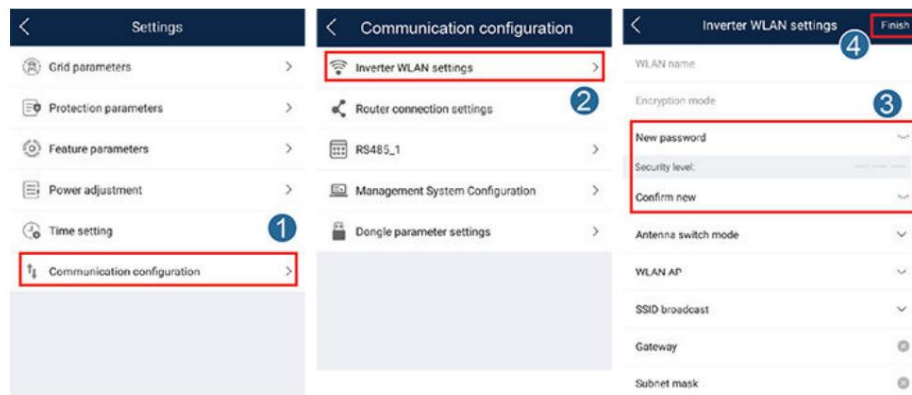 Settings
Grid parameters
Protection parameters
Feature parameters
Power adjustment
Time setting
1
Communication configuration
Communication configuration
Inverter WLAN settings
2
Router connection settings
RS485_1
Management System Configuration
Dongle parameter settings
Inverter WLAN settings
Finish
4
WLAN name
Encryption mode
3
New password
Security level:
Confirm new
Antenna switch mode
WLAN AP
SSID broadcast
Gateway
Subnet mask